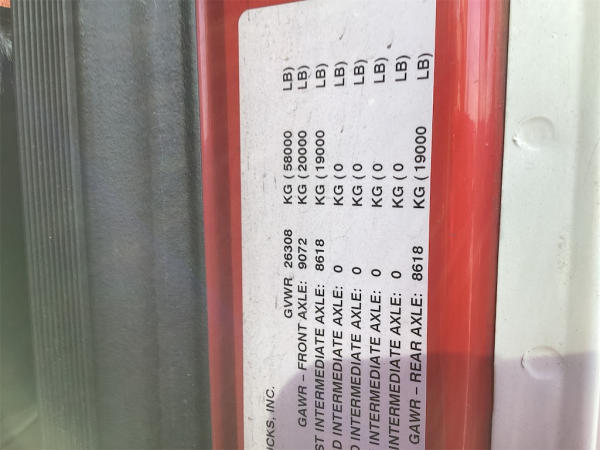 CKS, INC.
GVWR 26308 KG ( 58000 LB)
GAWR – FRONT AXLE: 9072 KG ( 20000 LB)
ST INTERMEDIATE AXLE: 8618 KG ( 19000 LB)
D INTERMEDIATE AXLE: 0 KG ( 0 LB)
D INTERMEDIATE AXLE: 0 KG ( 0 LB)
INTERMEDIATE AXLE: 0 KG ( 0 LB)
INTERMEDIATE AXLE: 0 KG ( 0 LB)
GAWR – REAR AXLE: 8618 KG ( 19000 LB)